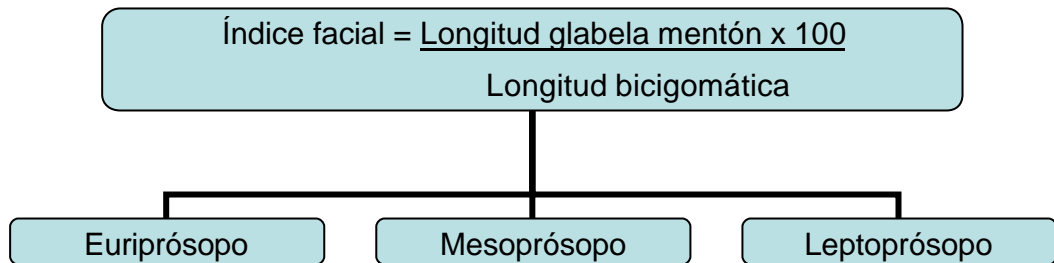 Índice facial = Longitud glabela mentón x 100
Longitud bicigomática
Euriprósopo
Mesoprósopo
Leptoprósopo